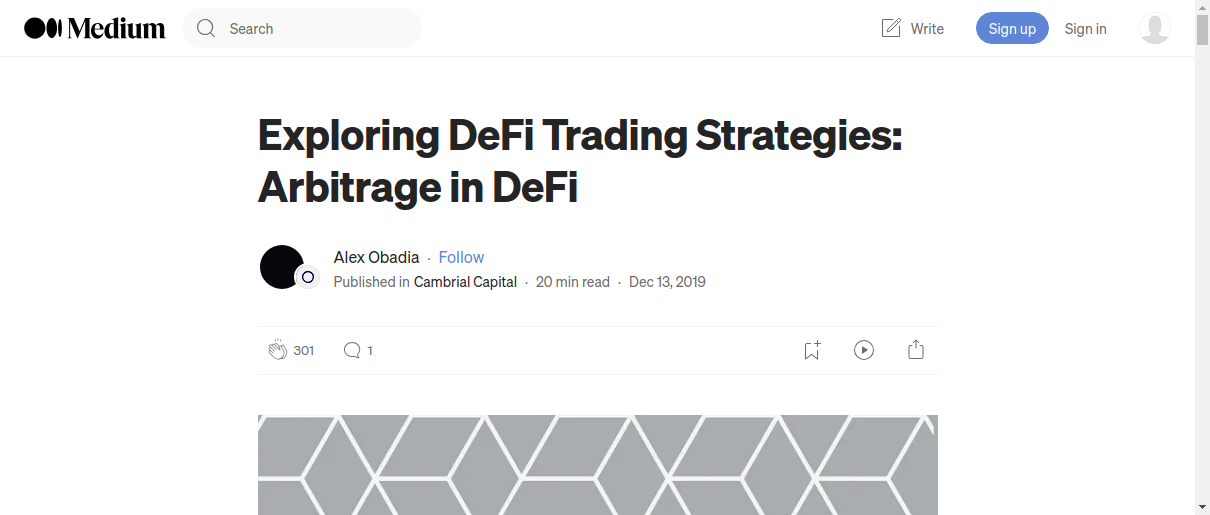 Medium
Search
Write
Sign up
Sign in
Exploring DeFi Trading Strategies:
Arbitrage in DeFi
Alex Obadia · Follow
Published in Cambrial Capital · 20 min read · Dec 13, 2019
301
1